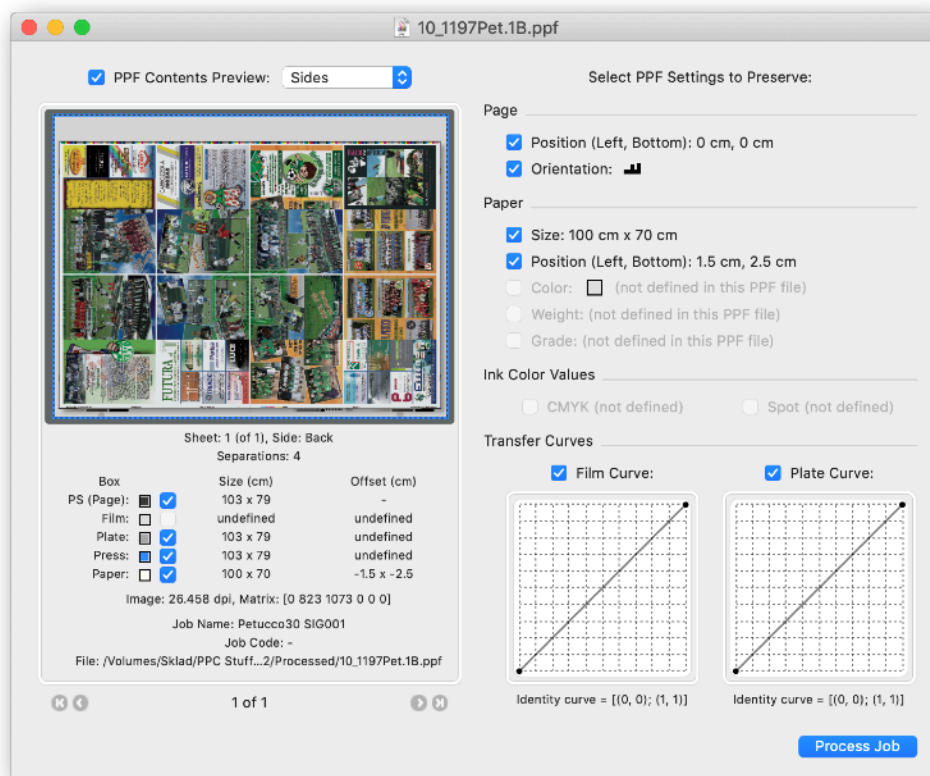 10_1197Pet.1B.ppf
PPF Contents Preview: Sides
FUTURA
Sheet: 1 (of 1), Side: Back
Separations: 4
Box Size (cm) Offset (cm)
PS (Page): 103 x 79 -
Film: undefined undefined
Plate: 103 x 79 undefined
Press: 103 x 79 undefined
Paper: 100 x 70 -1.5 x -2.5
Image: 26.458 dpi, Matrix: [0 823 1073 0 0 0]
Job Name: Petucco30 SIG001
Job Code: -
File: /Volumes/Sklad/PPC Stuff...2/Processed/10_1197Pet.1B.ppf
1 of 1
Select PPF Settings to Preserve:
Page
Position (Left, Bottom): 0 cm, 0 cm
Orientation:
Paper
Size: 100 cm x 70 cm
Position (Left, Bottom): 1.5 cm, 2.5 cm
Color: (not defined in this PPF file)
Weight: (not defined in this PPF file)
Grade: (not defined in this PPF file)
Ink Color Values
CMYK (not defined) Spot (not defined)
Transfer Curves
Film Curve: Plate Curve:
Identity curve = [(0, 0); (1, 1)] Identity curve = [(0, 0); (1, 1)]
Process Job